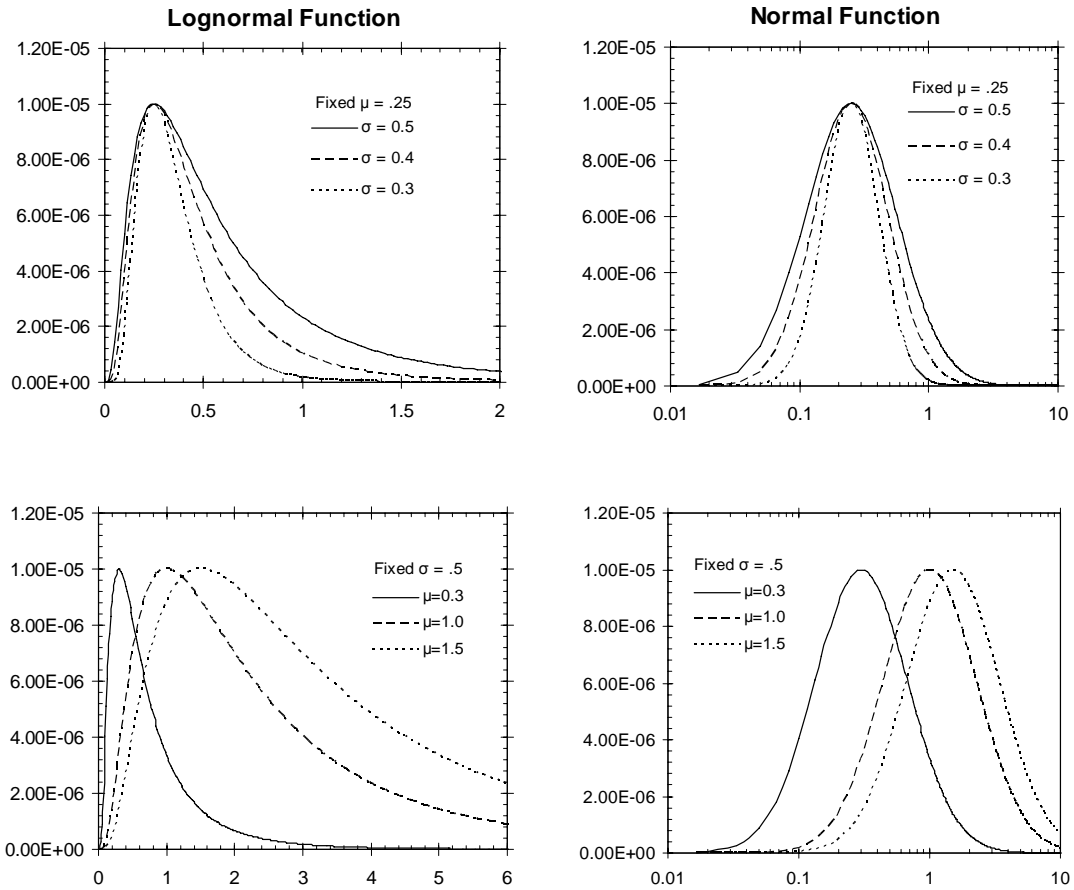 Lognormal Function
1.20E-05
1.00E-05
8.00E-06
6.00E-06
4.00E-06
2.00E-06
0.00E+00
0 0.5 1 1.5 2
Fixed μ = .25
σ = 0.5
σ = 0.4
σ = 0.3
Normal Function
1.20E-05
1.00E-05
8.00E-06
6.00E-06
4.00E-06
2.00E-06
0.00E+00
0.01 0.1 1 10
Fixed μ = .25
σ = 0.5
σ = 0.4
σ = 0.3
1.20E-05
1.00E-05
8.00E-06
6.00E-06
4.00E-06
2.00E-06
0.00E+00
0 1 2 3 4 5 6
Fixed σ = .5
μ=0.3
μ=1.0
μ=1.5
1.20E-05
1.00E-05
8.00E-06
6.00E-06
4.00E-06
2.00E-06
0.00E+00
0.01 0.1 1 10
Fixed σ = .5
μ=0.3
μ=1.0
μ=1.5